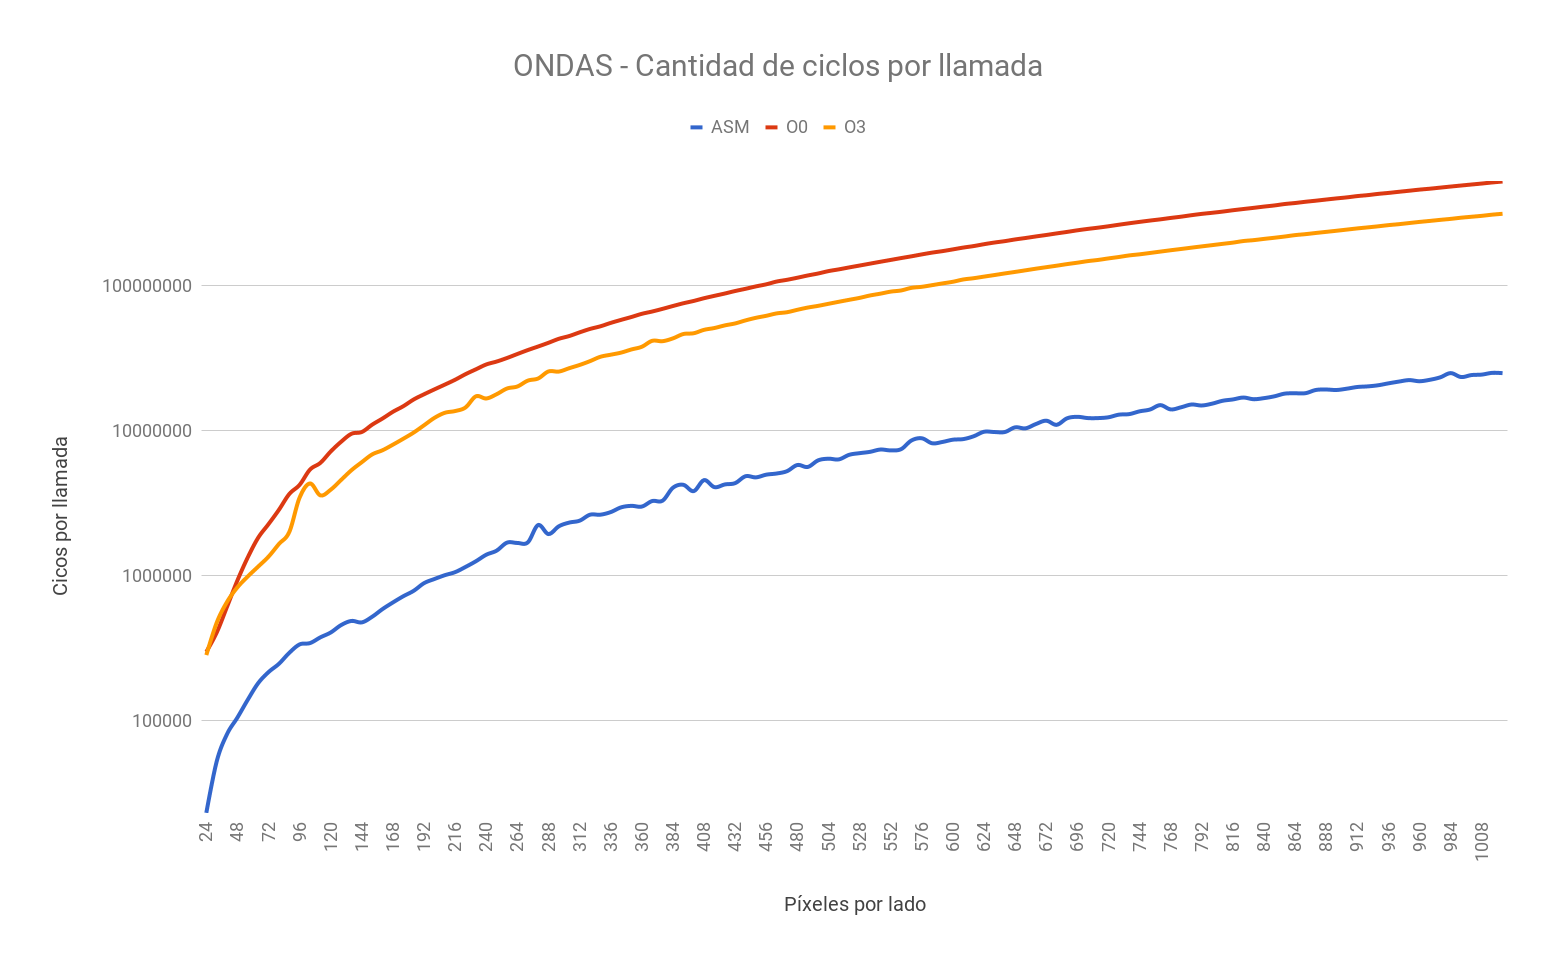 ONDAS - Cantidad de ciclos por llamada
ASM O0 O3
100000000
10000000
1000000
100000
Cicos por llamada
24 48 72 96 120 144 168 192 216 240 264 288 312 336 360 384 408 432 456 480 504 528 552 576 600 624 648 672 696 720 744 768 792 816 840 864 888 912 936 960 984 1008
Píxeles por lado